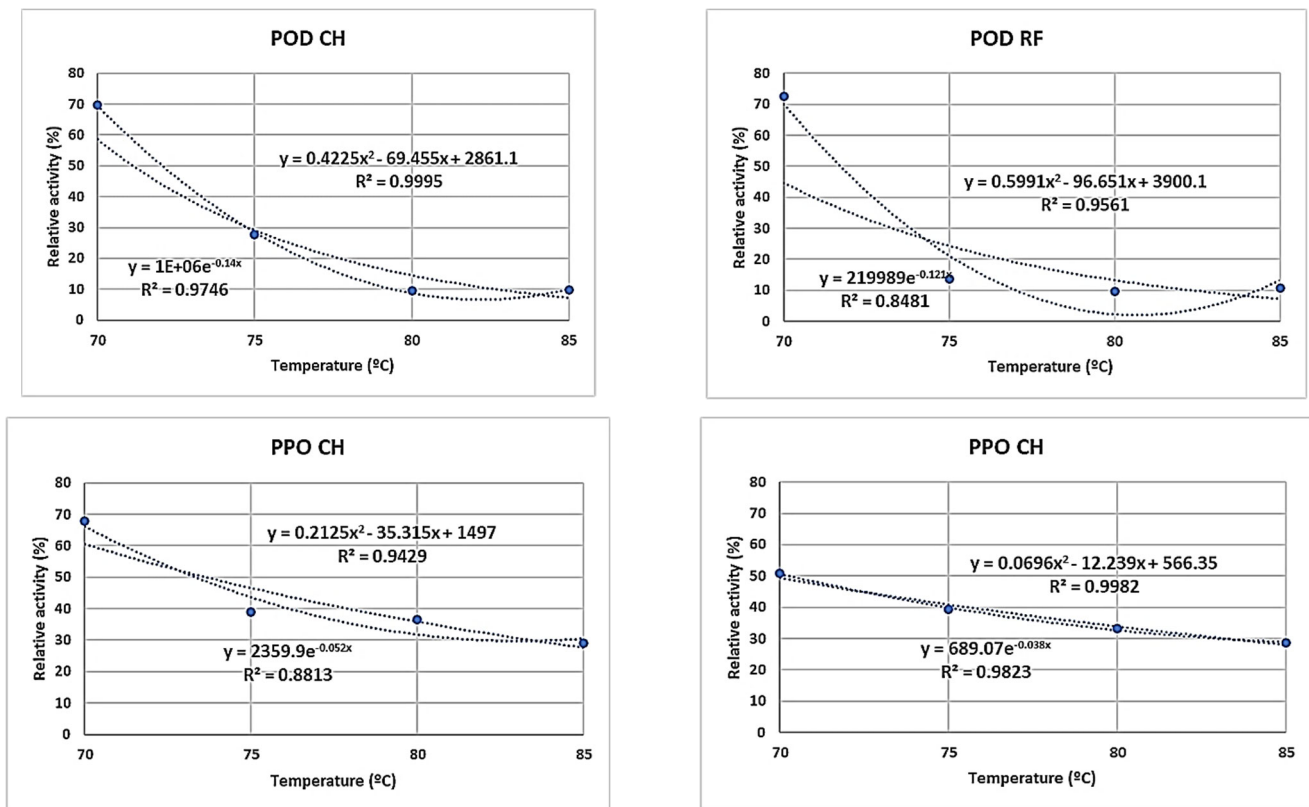 POD CH
80
70
60
50
40
30
20
10
0
Relative activity (%)
y = 0.4225x² - 69.455x + 2861.1
R² = 0.9995
y = 1E+06e⁻⁰·¹⁴ˣ
R² = 0.9746
70 75 80 85
Temperature (ºC)
POD RF
80
70
60
50
40
30
20
10
0
Relative activity (%)
y = 0.5991x² - 96.651x + 3900.1
R² = 0.9561
y = 219989e⁻⁰·¹²¹ˣ
R² = 0.8481
70 75 80 85
Temperature (ºC)
PPO CH
80
70
60
50
40
30
20
10
0
Relative activity (%)
y = 0.2125x² - 35.315x + 1497
R² = 0.9429
y = 2359.9e⁻⁰·⁰⁵²ˣ
R² = 0.8813
70 75 80 85
Temperature (ºC)
PPO CH
80
70
60
50
40
30
20
10
0
Relative activity (%)
y = 0.0696x² - 12.239x + 566.35
R² = 0.9982
y = 689.07e⁻⁰·⁰³⁸ˣ
R² = 0.9823
70 75 80 85
Temperature (ºC)